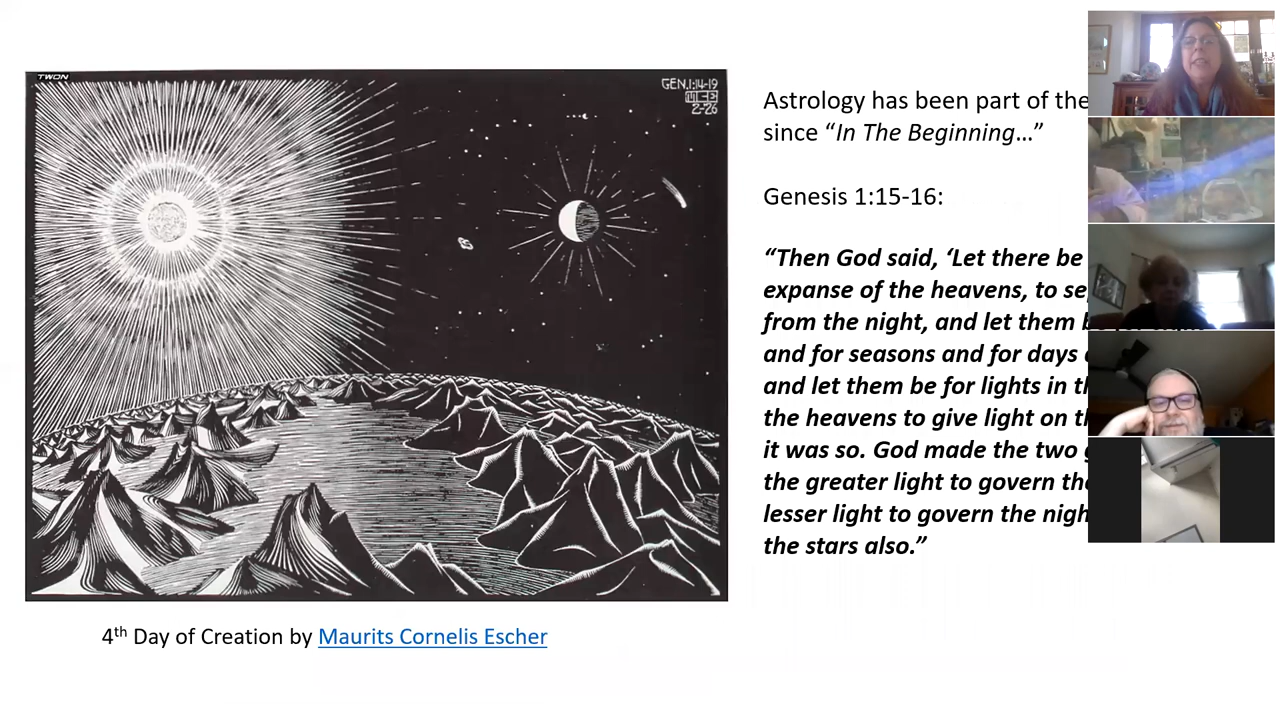 TWON
GEN.1:14-19
MCE
2-26
Astrology has been part of the
since “In The Beginning…”
Genesis 1:15-16:
“Then God said, ‘Let there be
expanse of the heavens, to
from the night, and let them
and for seasons and for days
and let them be for lights in
the heavens to give light on
it was so. God made the two
the greater light to govern the
lesser light to govern the
the stars also.”
4th Day of Creation by Maurits Cornelis Escher